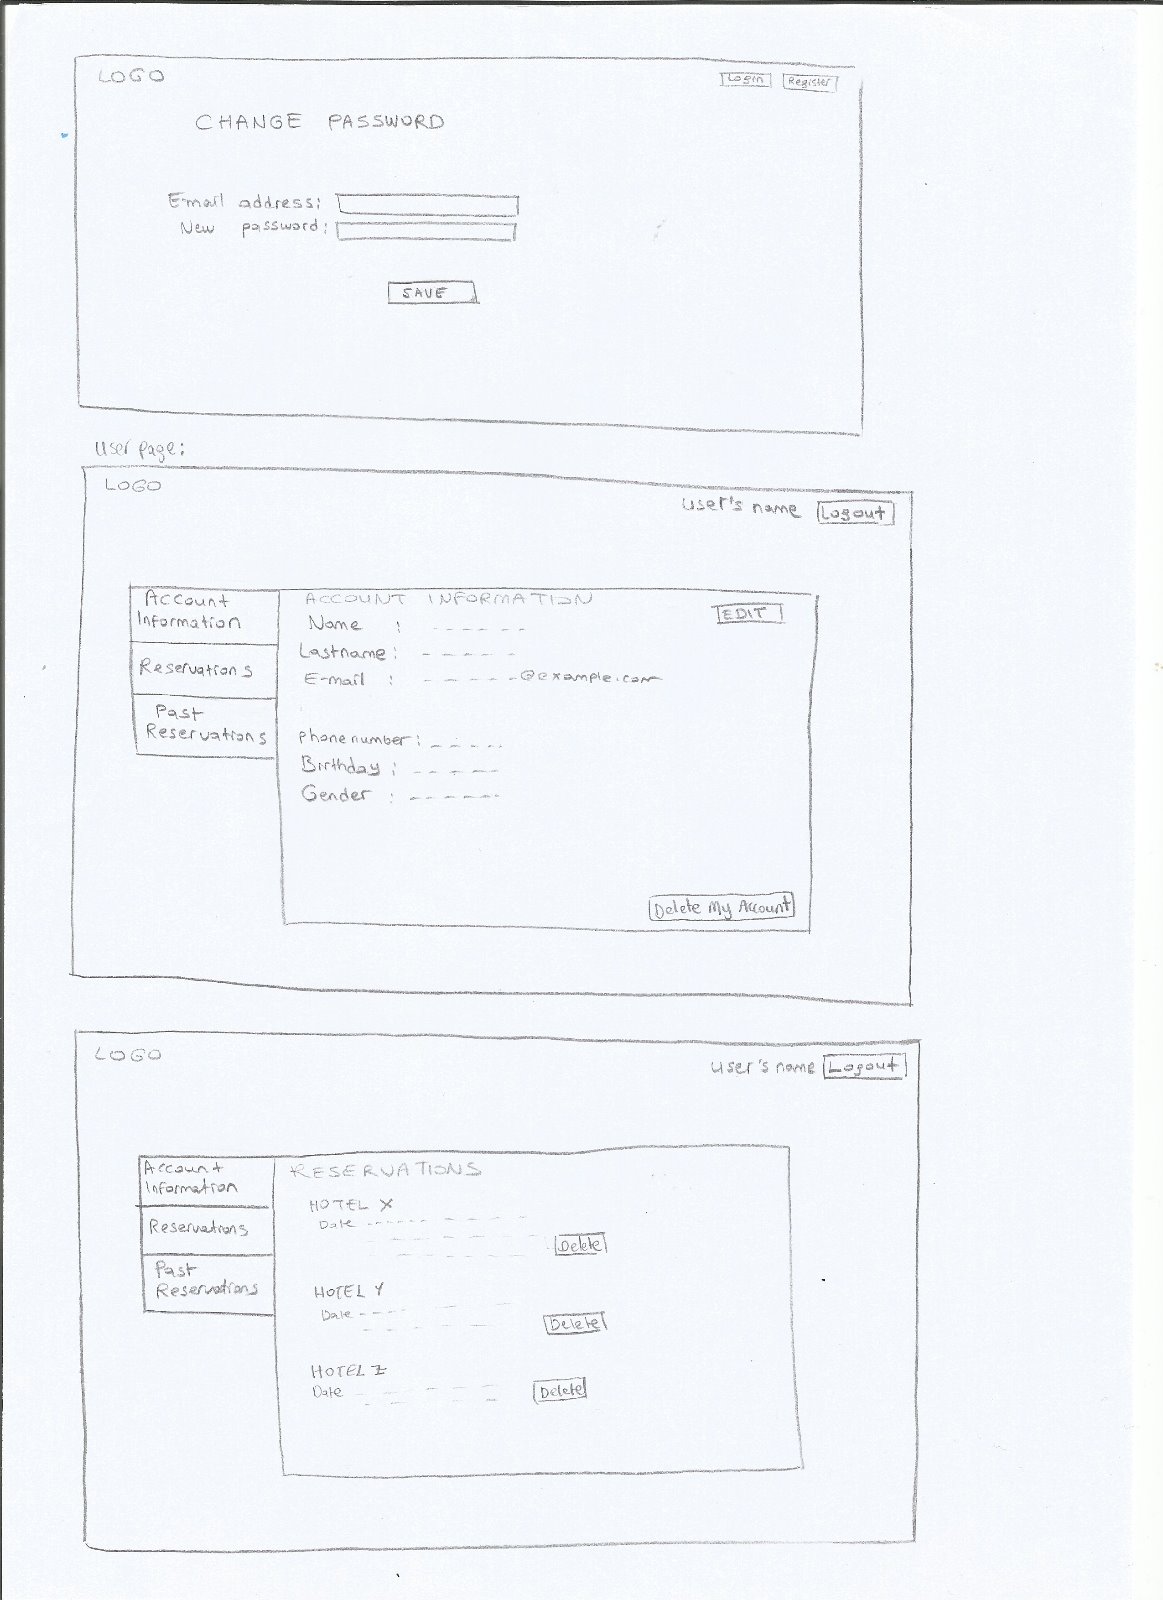 LOGO
Login Register
CHANGE PASSWORD
E-mail address:
New password:
SAVE
User page:
LOGO
user's name Logout
Account
Information
Reservations
Past
Reservations
ACCOUNT INFORMATION
EDIT
Name :
Lastname :
E-mail : @example.com
phone number :
Birthday :
Gender :
Delete My Account
LOGO
user's name Logout
Account
Information
Reservations
Past
Reservations
RESERVATIONS
HOTEL X
Date
Delete
HOTEL Y
Date
Delete
HOTEL Z
Date
Delete